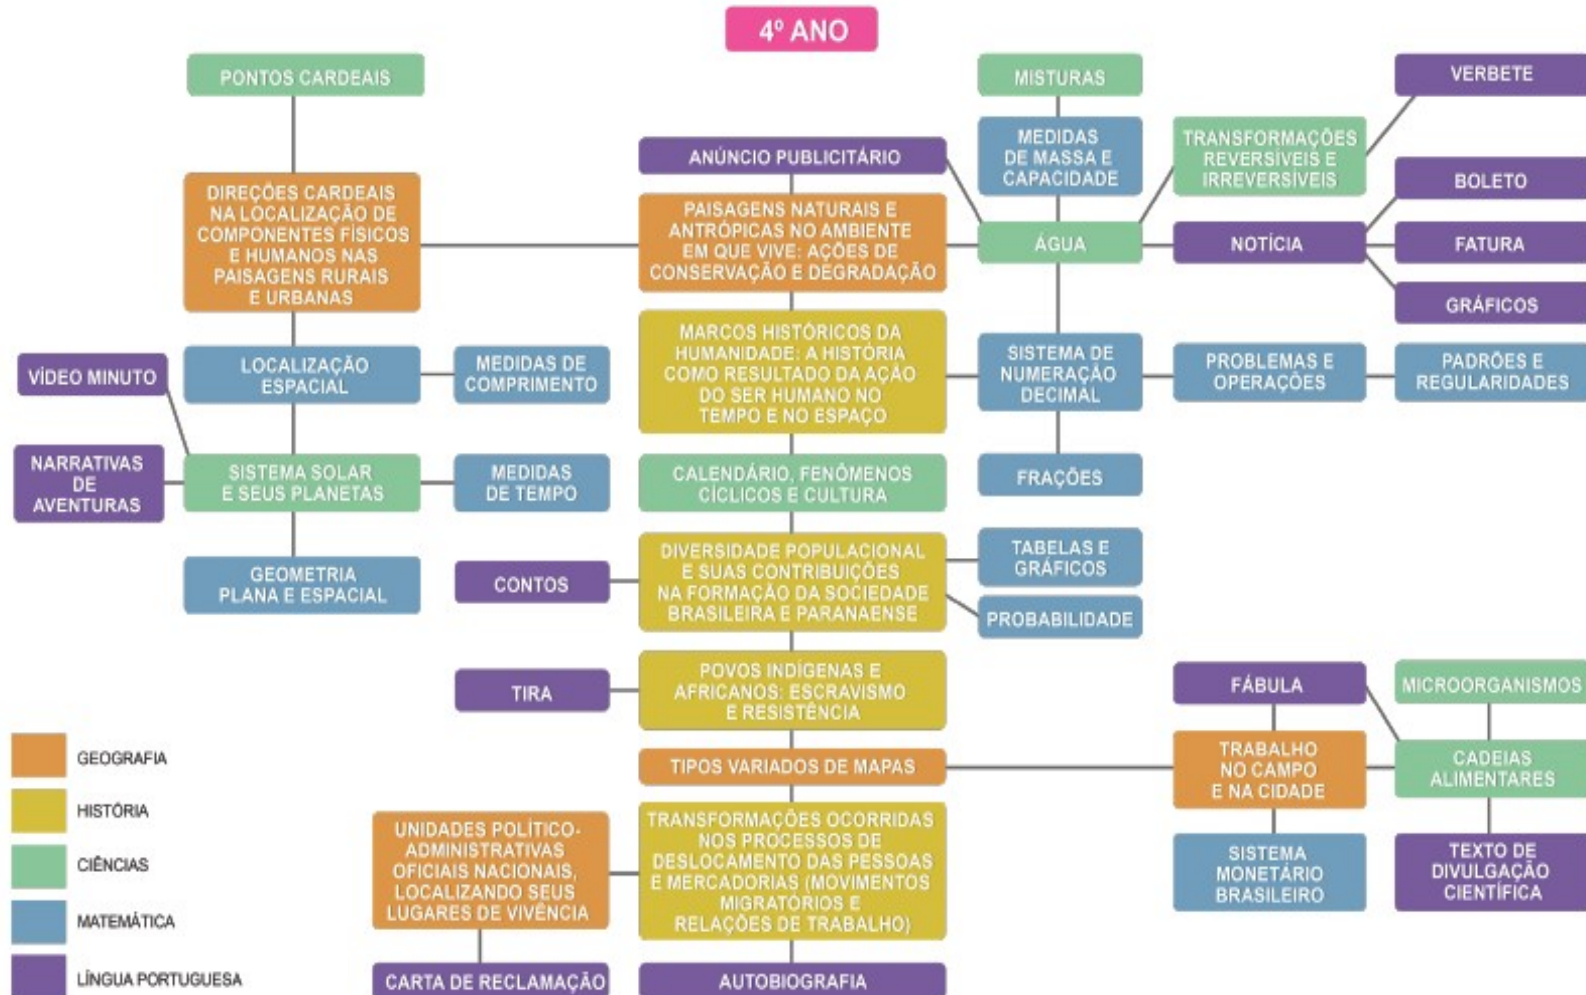 4º ANO
PONTOS CARDEAIS
DIREÇÕES CARDEAIS
NA LOCALIZAÇÃO DE
COMPONENTES FÍSICOS
E HUMANOS NAS
PAISAGENS RURAIS
E URBANAS
VÍDEO MINUTO
LOCALIZAÇÃO
ESPACIAL
MEDIDAS DE
COMPRIMENTO
NARRATIVAS
DE
AVENTURAS
SISTEMA SOLAR
E SEUS PLANETAS
MEDIDAS
DE TEMPO
GEOMETRIA
PLANA E ESPACIAL
ANÚNCIO PUBLICITÁRIO
PAISAGENS NATURAIS E
ANTRÓPICAS NO AMBIENTE
EM QUE VIVE: AÇÕES DE
CONSERVAÇÃO E DEGRADAÇÃO
MARCOS HISTÓRICOS DA
HUMANIDADE: A HISTÓRIA
COMO RESULTADO DA AÇÃO
DO SER HUMANO NO
TEMPO E NO ESPAÇO
CALENDÁRIO, FENÔMENOS
CÍCLICOS E CULTURA
CONTOS
DIVERSIDADE POPULACIONAL
E SUAS CONTRIBUIÇÕES
NA FORMAÇÃO DA SOCIEDADE
BRASILEIRA E PARANAENSE
TIRA
POVOS INDÍGENAS E
AFRICANOS: ESCRAVISMO
E RESISTÊNCIA
TIPOS VARIADOS DE MAPAS
UNIDADES POLÍTICO-
ADMINISTRATIVAS
OFICIAIS NACIONAIS,
LOCALIZANDO SEUS
LUGARES DE VIVÊNCIA
TRANSFORMAÇÕES OCORRIDAS
NOS PROCESSOS DE
DESLOCAMENTO DAS PESSOAS
E MERCADORIAS (MOVIMENTOS
MIGRATÓRIOS E
RELAÇÕES DE TRABALHO)
CARTA DE RECLAMAÇÃO
AUTOBIOGRAFIA
MISTURAS
MEDIDAS
DE MASSA E
CAPACIDADE
ÁGUA
SISTEMA DE
NUMERAÇÃO
DECIMAL
FRAÇÕES
TABELAS E
GRÁFICOS
PROBABILIDADE
TRANSFORMAÇÕES
REVERSÍVEIS E
IRREVERSÍVEIS
VERBETE
NOTÍCIA
BOLETO
FATURA
GRÁFICOS
PROBLEMAS E
OPERAÇÕES
PADRÕES E
REGULARIDADES
FÁBULA
MICROORGANISMOS
TRABALHO
NO CAMPO
E NA CIDADE
CADEIAS
ALIMENTARES
SISTEMA
MONETÁRIO
BRASILEIRO
TEXTO DE
DIVULGAÇÃO
CIENTÍFICA
GEOGRAFIA
HISTÓRIA
CIÊNCIAS
MATEMÁTICA
LÍNGUA PORTUGUESA